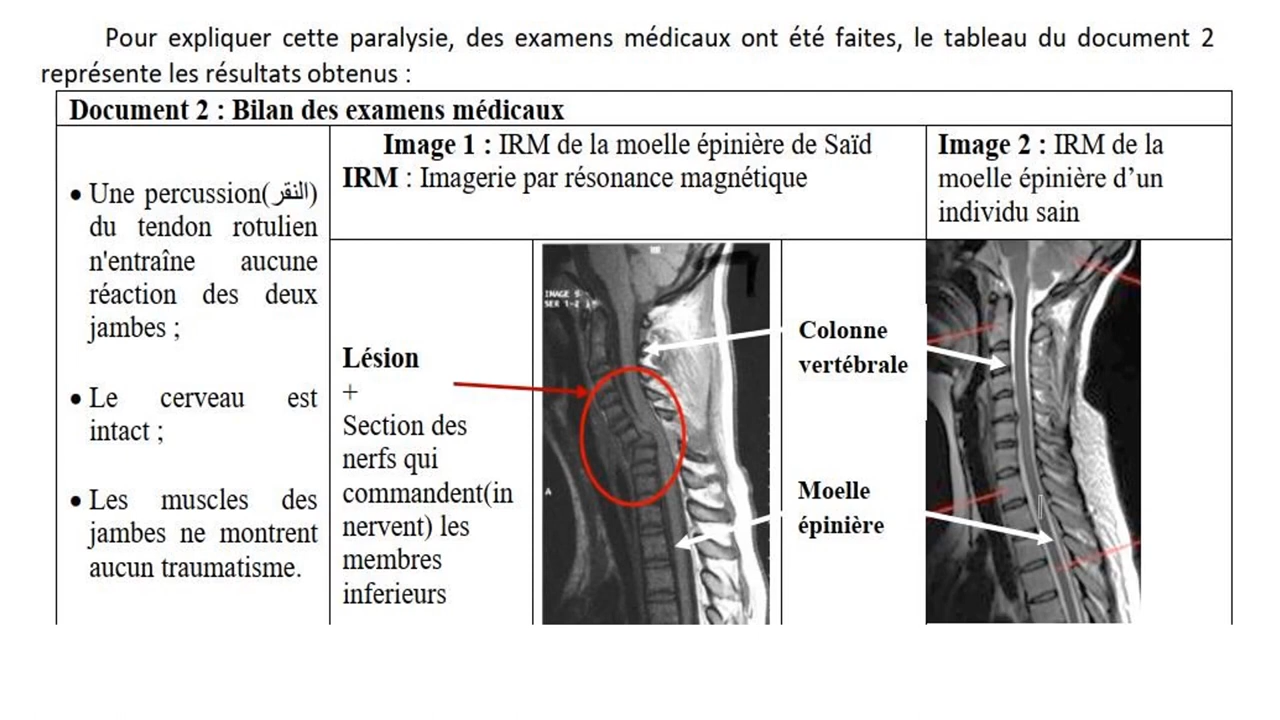 Pour expliquer cette paralysie, des examens médicaux ont été faites, le tableau du document 2
représente les résultats obtenus :
Document 2 : Bilan des examens médicaux
• Une percussion(النقر)
du tendon rotulien
n'entraîne aucune
réaction des deux
jambes ;
• Le cerveau est
intact ;
• Les muscles des
jambes ne montrent
aucun traumatisme.
Image 1 : IRM de la moelle épinière de Saïd
IRM : Imagerie par résonance magnétique
Lésion
+
Section des
nerfs qui
commandent(in
nervent) les
membres
inferieurs
IMAGE 9
A
Colonne
vertébrale
Moelle
épinière
Image 2 : IRM de la
moelle épinière d’un
individu sain